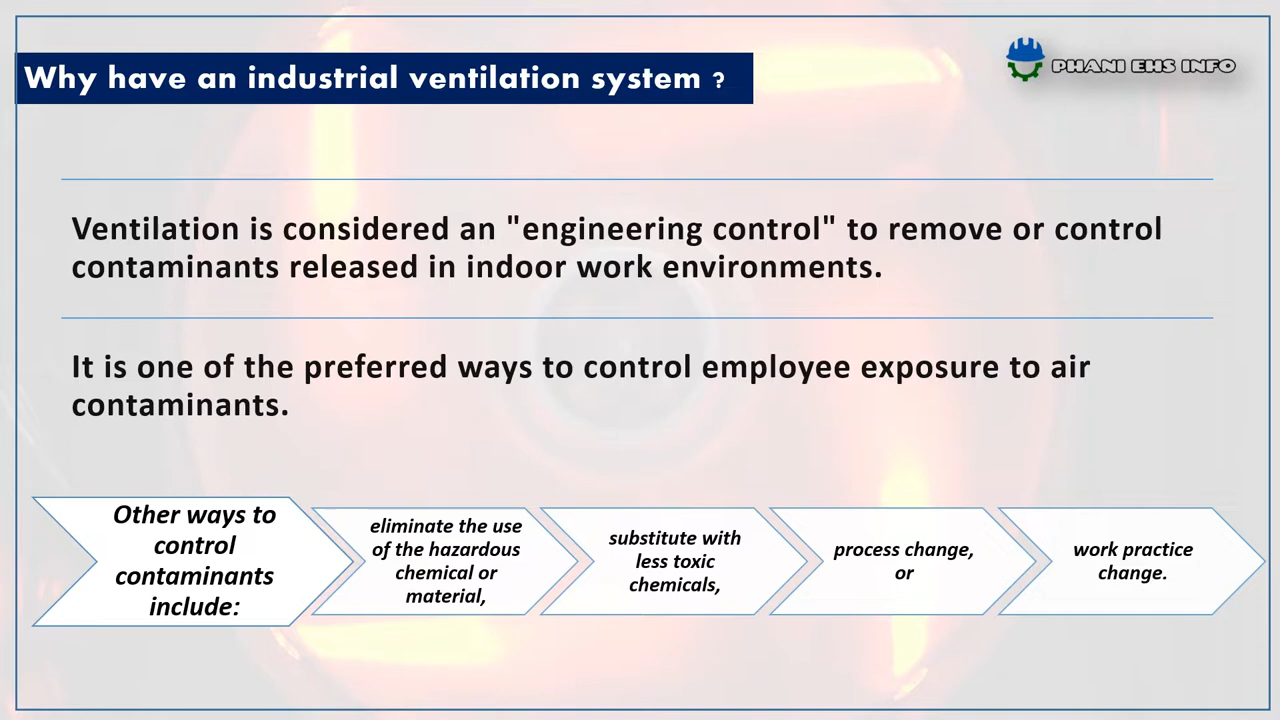 Why have an industrial ventilation system ?
PHANI EHS INFO
Ventilation is considered an "engineering control" to remove or control
contaminants released in indoor work environments.
It is one of the preferred ways to control employee exposure to air
contaminants.
Other ways to
control
contaminants
include:
eliminate the use
of the hazardous
chemical or
material,
substitute with
less toxic
chemicals,
process change,
or
work practice
change.